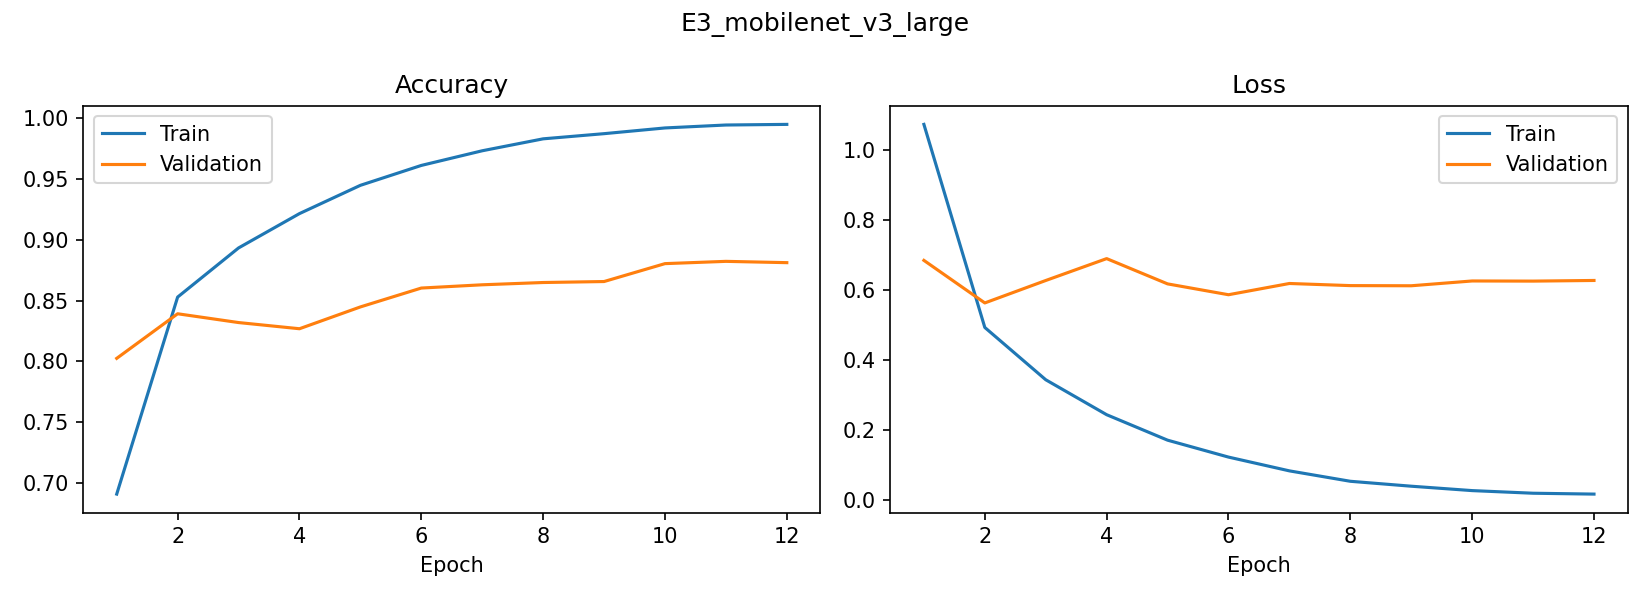 E3_mobilenet_v3_large
Accuracy
1.00
0.95
0.90
0.85
0.80
0.75
0.70
Train
Validation
2 4 6 8 10 12
Epoch
Loss
1.0
0.8
0.6
0.4
0.2
0.0
Train
Validation
2 4 6 8 10 12
Epoch